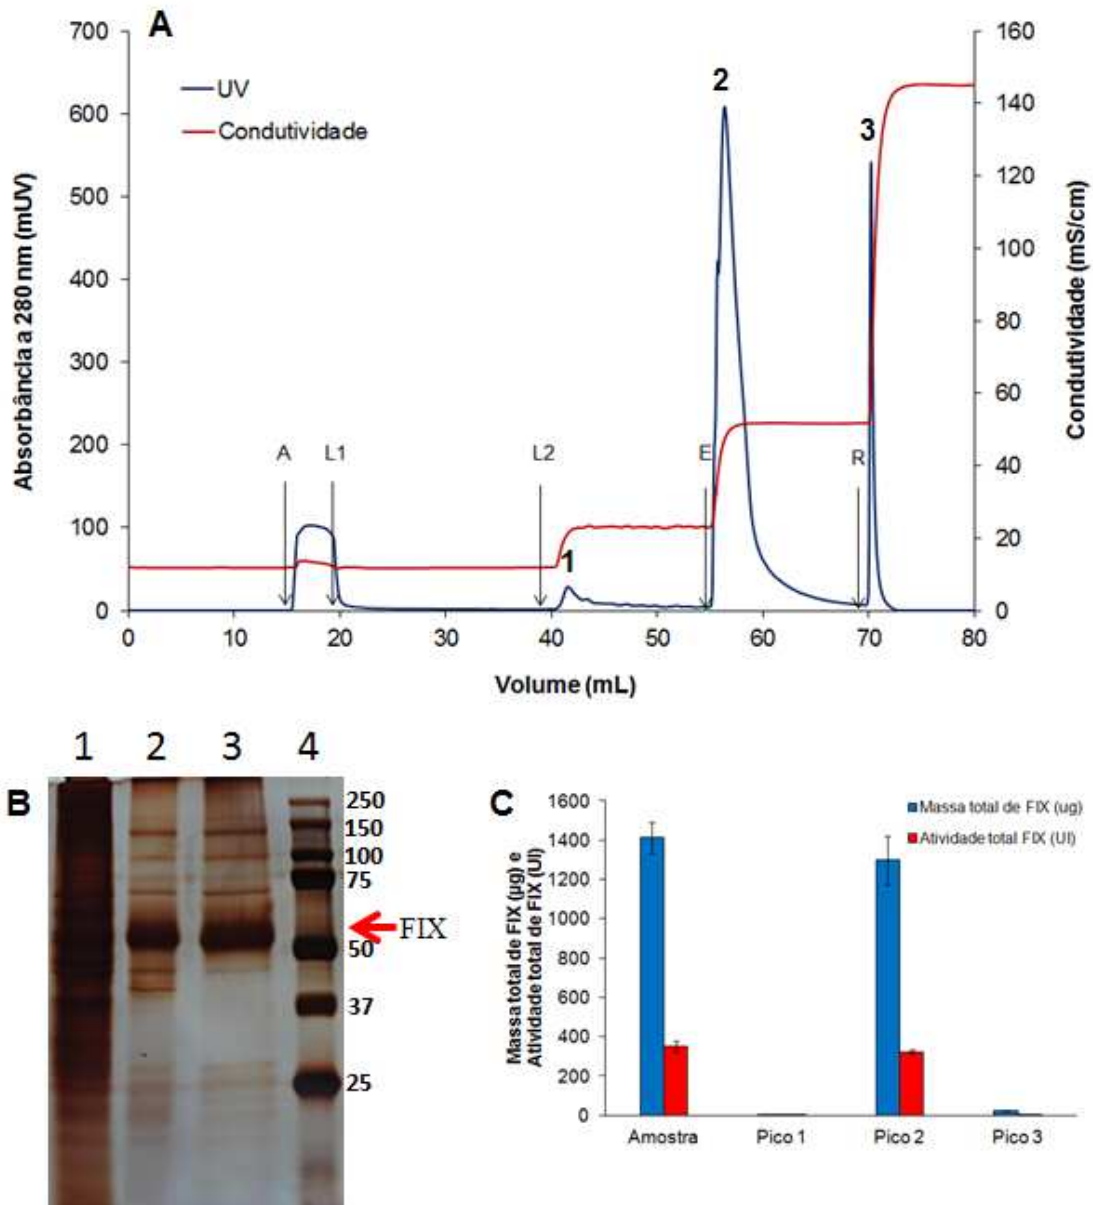 A
UV
Condutividade
Absorbância a 280 nm (mUV)
700
600
500
400
300
200
100
0
160
140
120
100
80
60
40
20
0
Condutividade (mS/cm)
A
L1
L2
E
R
1
2
3
0
10
20
30
40
50
60
70
80
Volume (mL)
B
1 2 3 4
250
150
100
75
50
37
25
FIX
C
Massa total de FIX (µg) e
Atividade total de FIX (UI)
1600
1400
1200
1000
800
600
400
200
0
Massa total de FIX (ug)
Atividade total FIX (UI)
Amostra
Pico 1
Pico 2
Pico 3